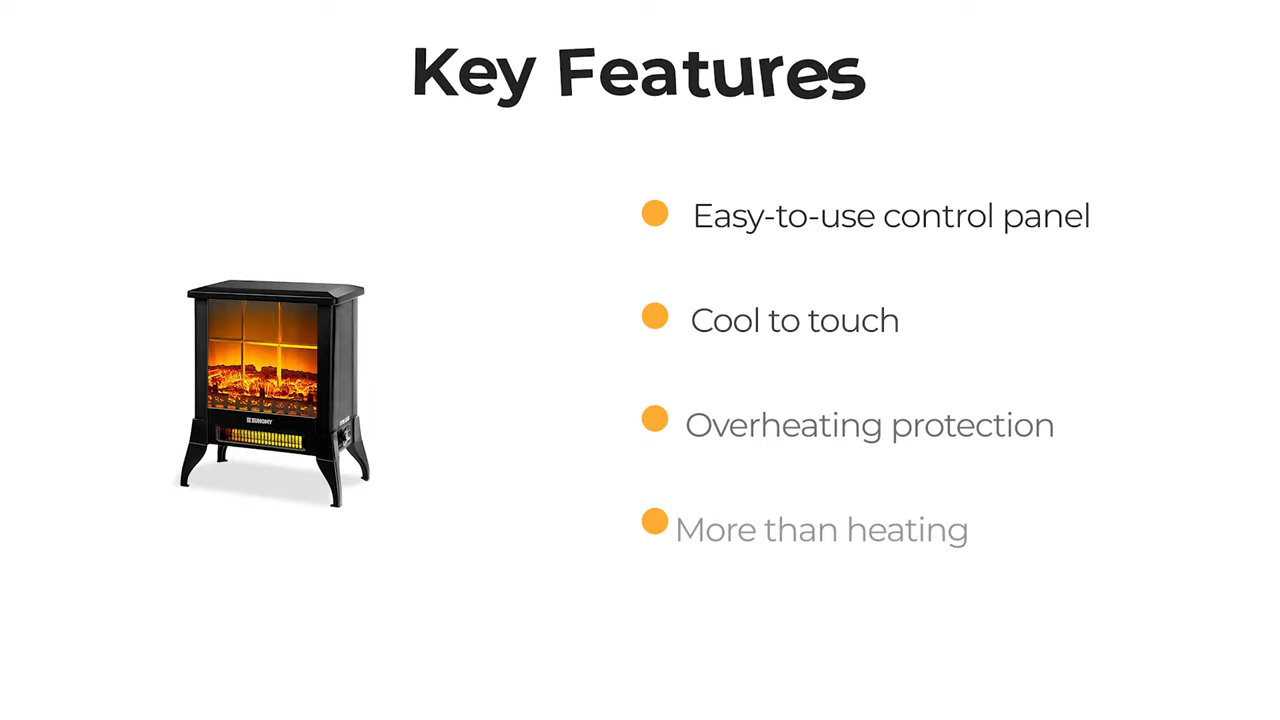 Key Features
Easy-to-use control panel
Cool to touch
Overheating protection
More than heating